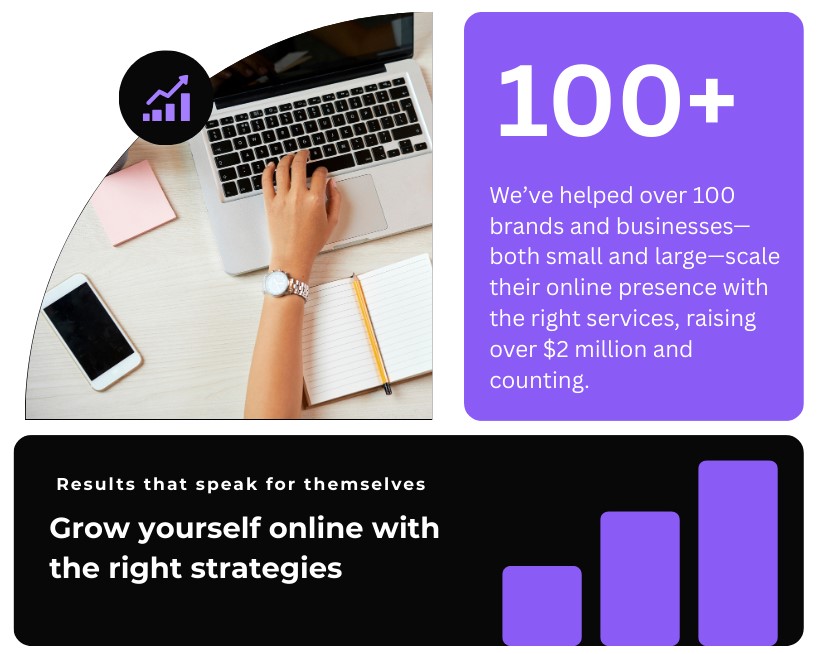 100+
We’ve helped over 100
brands and businesses—
both small and large—scale
their online presence with
the right services, raising
over $2 million and
counting.
Results that speak for themselves
Grow yourself online with
the right strategies